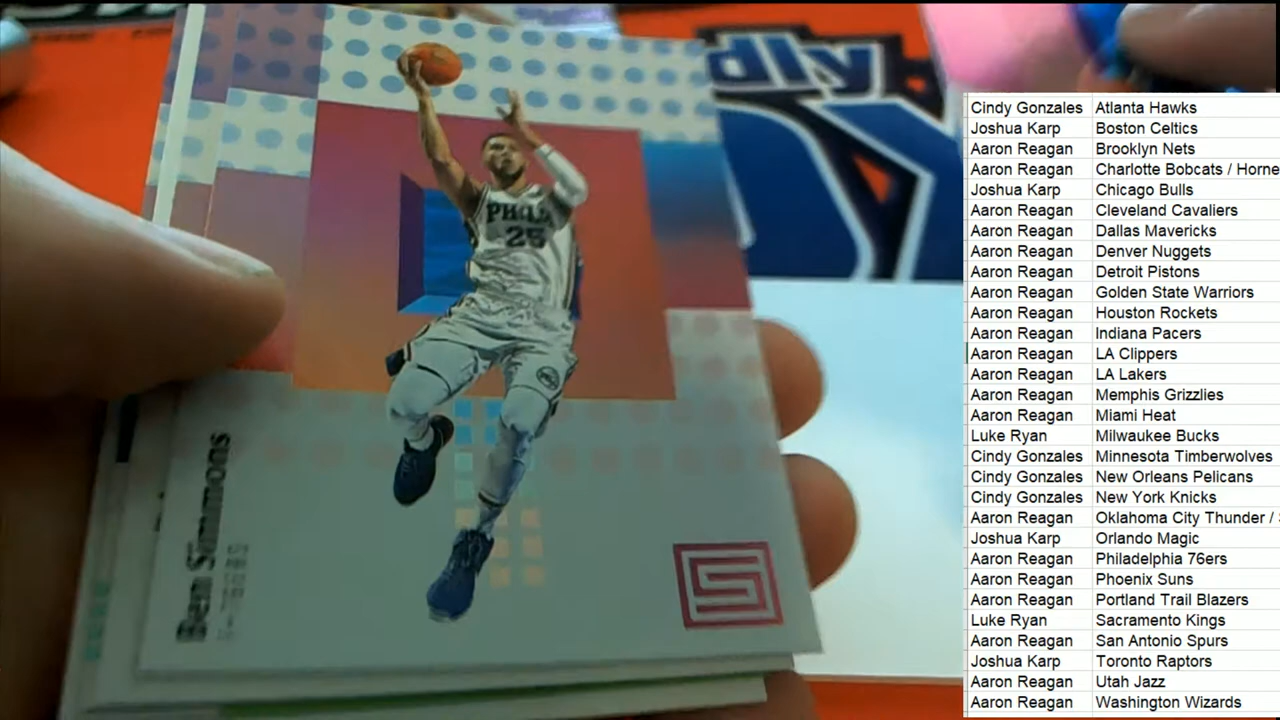 dly
PHILA
25
Ben Simmons
Cindy Gonzales Atlanta Hawks
Joshua Karp Boston Celtics
Aaron Reagan Brooklyn Nets
Aaron Reagan Charlotte Bobcats / Horne
Joshua Karp Chicago Bulls
Aaron Reagan Cleveland Cavaliers
Aaron Reagan Dallas Mavericks
Aaron Reagan Denver Nuggets
Aaron Reagan Detroit Pistons
Aaron Reagan Golden State Warriors
Aaron Reagan Houston Rockets
Aaron Reagan Indiana Pacers
Aaron Reagan LA Clippers
Aaron Reagan LA Lakers
Aaron Reagan Memphis Grizzlies
Aaron Reagan Miami Heat
Luke Ryan Milwaukee Bucks
Cindy Gonzales Minnesota Timberwolves
Cindy Gonzales New Orleans Pelicans
Cindy Gonzales New York Knicks
Aaron Reagan Oklahoma City Thunder /
Joshua Karp Orlando Magic
Aaron Reagan Philadelphia 76ers
Aaron Reagan Phoenix Suns
Aaron Reagan Portland Trail Blazers
Luke Ryan Sacramento Kings
Aaron Reagan San Antonio Spurs
Joshua Karp Toronto Raptors
Aaron Reagan Utah Jazz
Aaron Reagan Washington Wizards